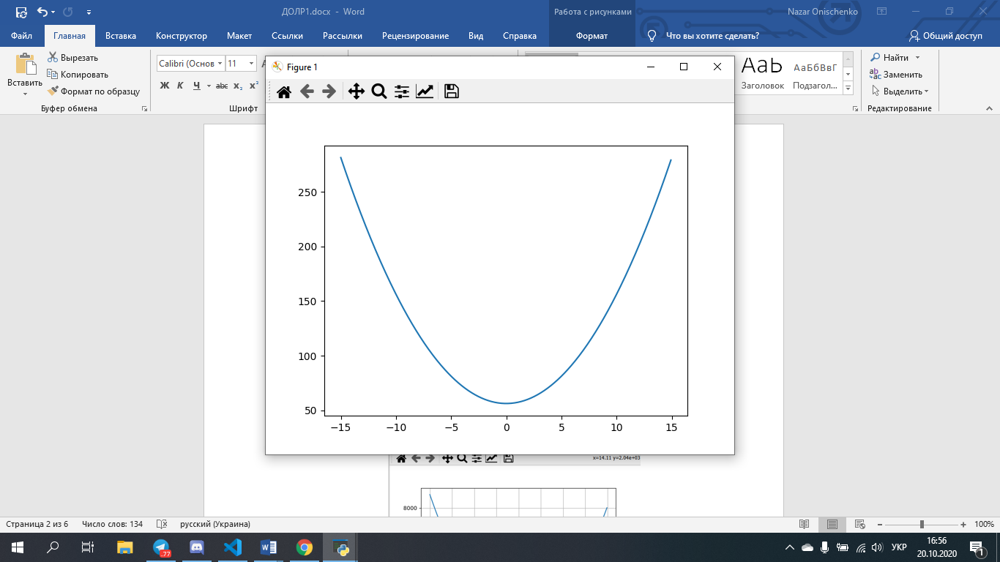 ДОЛР1.docx - Word
Работа с рисунками
Nazar Onischenko
Файл
Главная
Вставка
Конструктор
Макет
Ссылки
Рассылки
Рецензирование
Вид
Справка
Формат
Что вы хотите сделать?
Общий доступ
Вставить
Вырезать
Копировать
Формат по образцу
Буфер обмена
Calibri (Основ
11
Ж К Ч abc x₂ x²
Шрифт
AaБ
Заголовок
АаБбВвГ
Подзагол...
Найти
Заменить
Выделить
Редактирование
Figure 1
250
200
150
100
50
−15 −10 −5 0 5 10 15
x=14.11 y=2.04e+03
8000
Страница 2 из 6
Число слов: 134
русский (Украина)
100%
77
УКР
16:56
20.10.2020
1